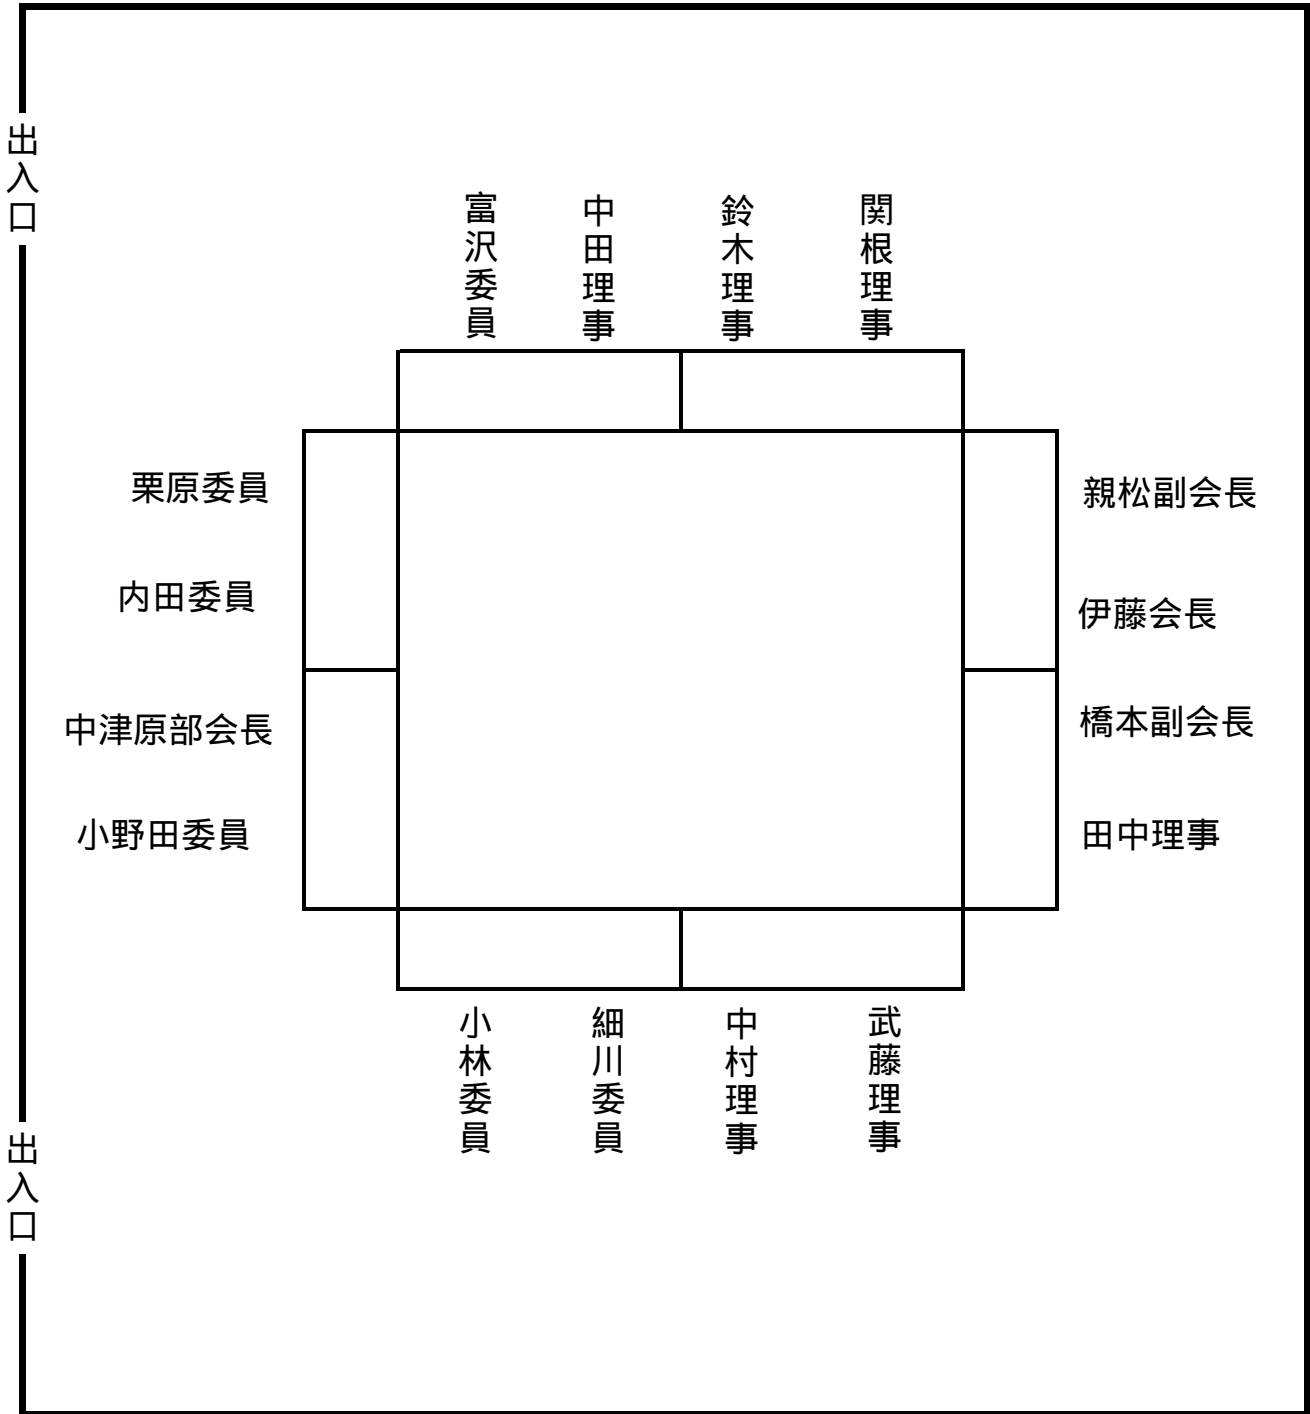 出入口
富沢委員
中田理事
鈴木理事
関根理事
栗原委員
親松副会長
内田委員
伊藤会長
中津原部会長
橋本副会長
小野田委員
田中理事
小林委員
細川委員
中村理事
武藤理事
出入口